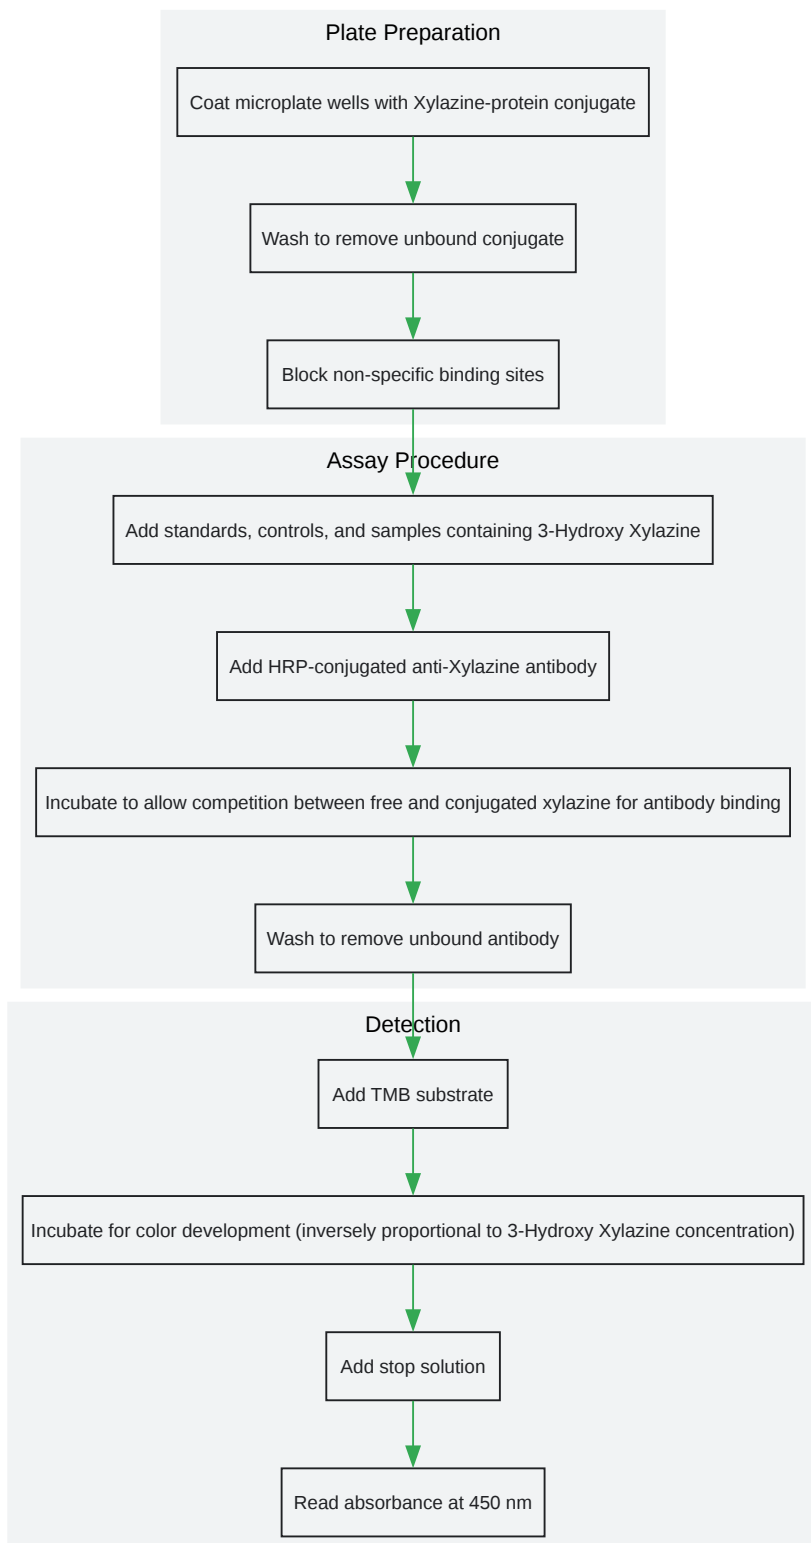 Plate Preparation
Coat microplate wells with Xylazine-protein conjugate
Wash to remove unbound conjugate
Block non-specific binding sites
Assay Procedure
Add standards, controls, and samples containing 3-Hydroxy Xylazine
Add HRP-conjugated anti-Xylazine antibody
Incubate to allow competition between free and conjugated xylazine for antibody binding
Wash to remove unbound antibody
Detection
Add TMB substrate
Incubate for color development (inversely proportional to 3-Hydroxy Xylazine concentration)
Add stop solution
Read absorbance at 450 nm